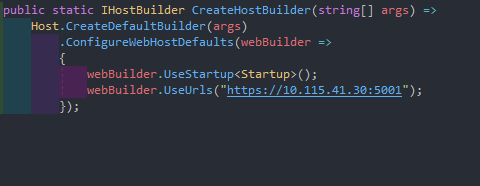 public static IHostBuilder CreateHostBuilder(string[] args) =>
    Host.CreateDefaultBuilder(args)
        .ConfigureWebHostDefaults(webBuilder =>
        {
            webBuilder.UseStartup<Startup>();
            webBuilder.UseUrls("https://10.115.41.30:5001");
        });